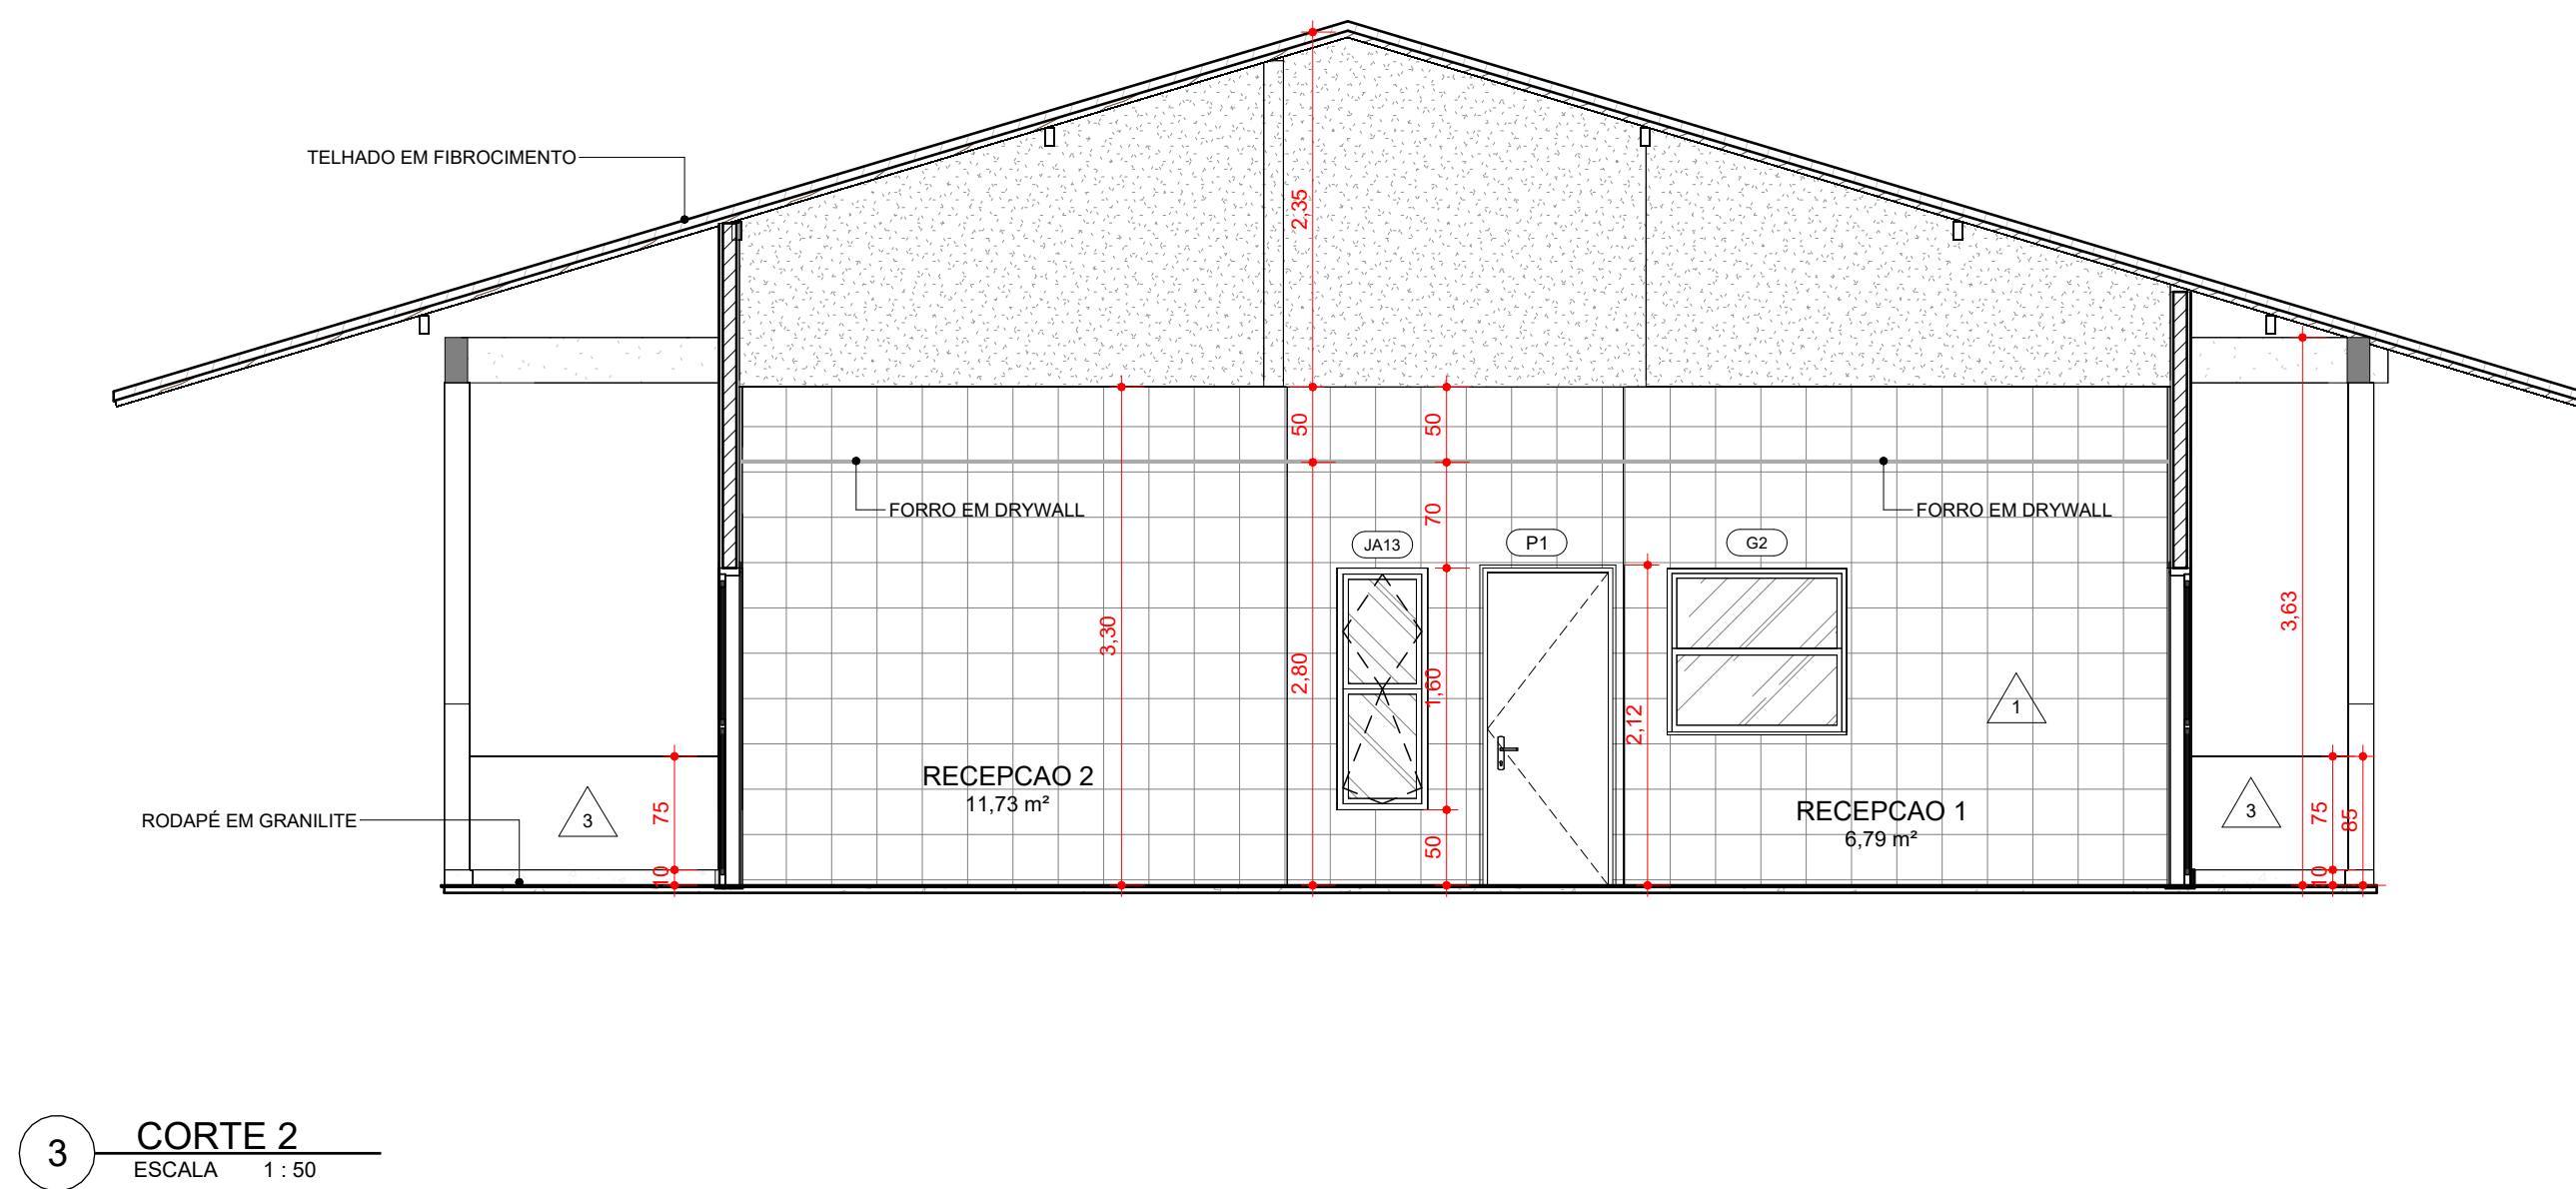 TELHADO EM FIBROCIMENTO
2,35
50
50
FORRO EM DRYWALL
FORRO EM DRYWALL
70
JA13
P1
G2
3,30
2,80
1,60
2,12
3,63
1
RECEPCAO 2
11,73 m²
RECEPCAO 1
6,79 m²
RODAPÉ EM GRANILITE
3
75
10
50
3
75
85
10
3
CORTE 2
ESCALA 1 : 50